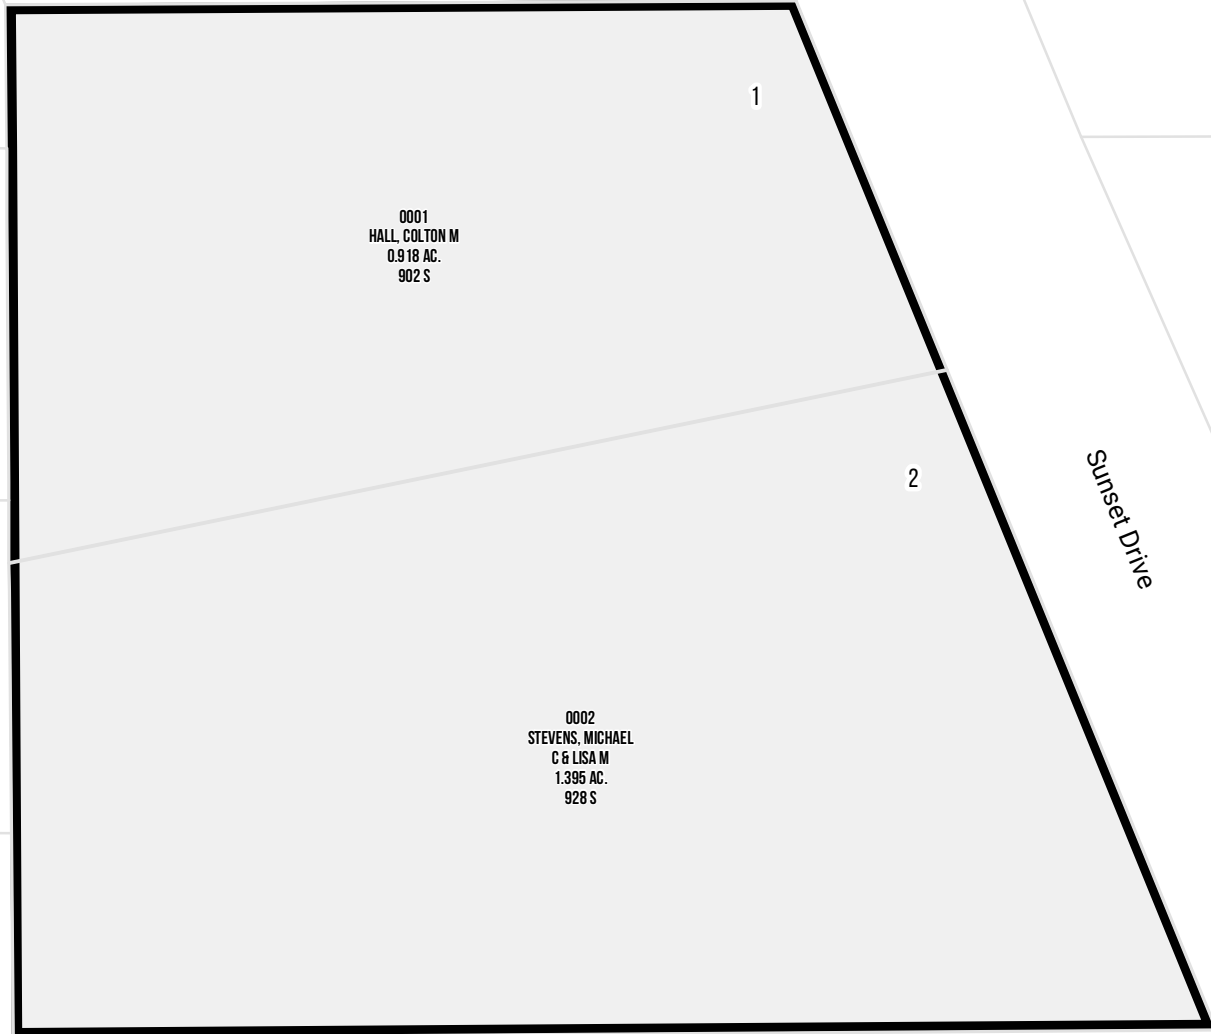 1
0001
HALL, COLTON M
0.918 AC.
902 S
2
Sunset Drive
0002
STEVENS, MICHAEL
C & LISA M
1.395 AC.
928 S